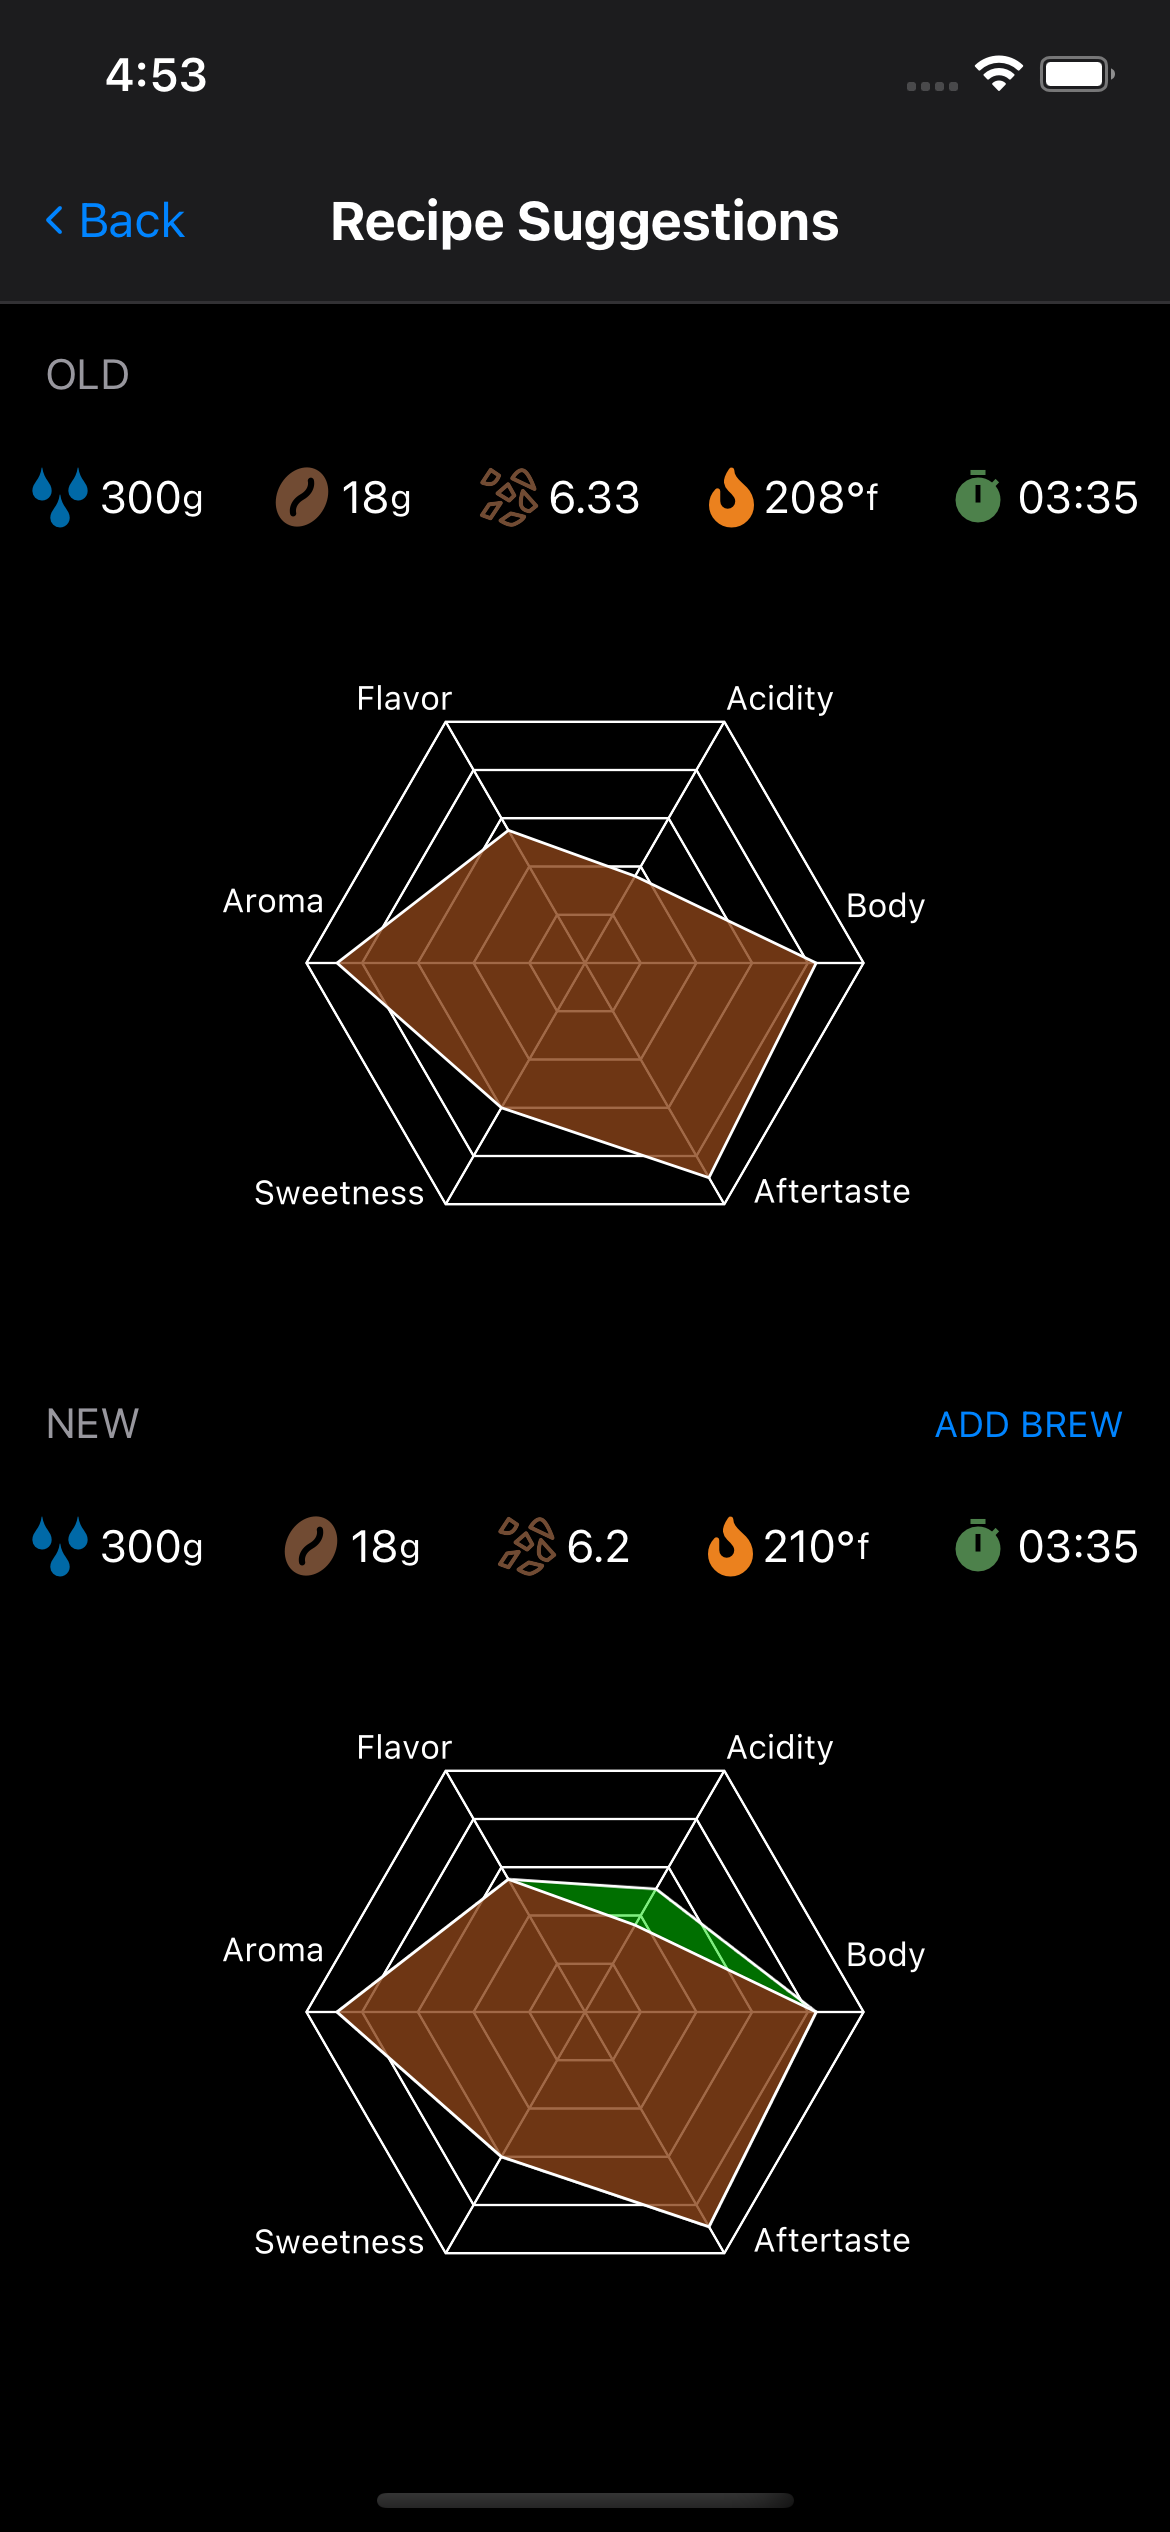 4:53
Back
Recipe Suggestions
OLD
300g 18g 6.33 208°f 03:35
Flavor Acidity
Aroma Body
Sweetness Aftertaste
NEW ADD BREW
300g 18g 6.2 210°f 03:35
Flavor Acidity
Aroma Body
Sweetness Aftertaste